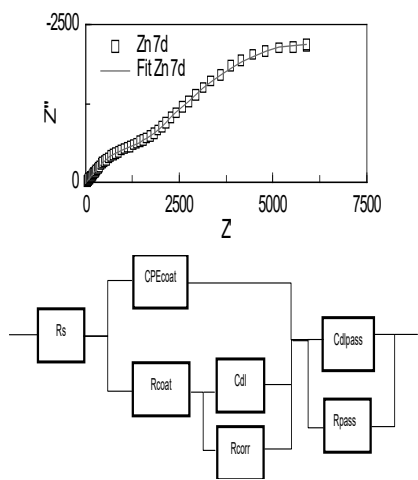 -2500
Zn 7d
Fit Zn 7d
Z''
0
0 2500 5000 7500
Z'
CPEcoat
Rs
Cdlpass
Rcoat
Cdl
Rpass
Rcorr